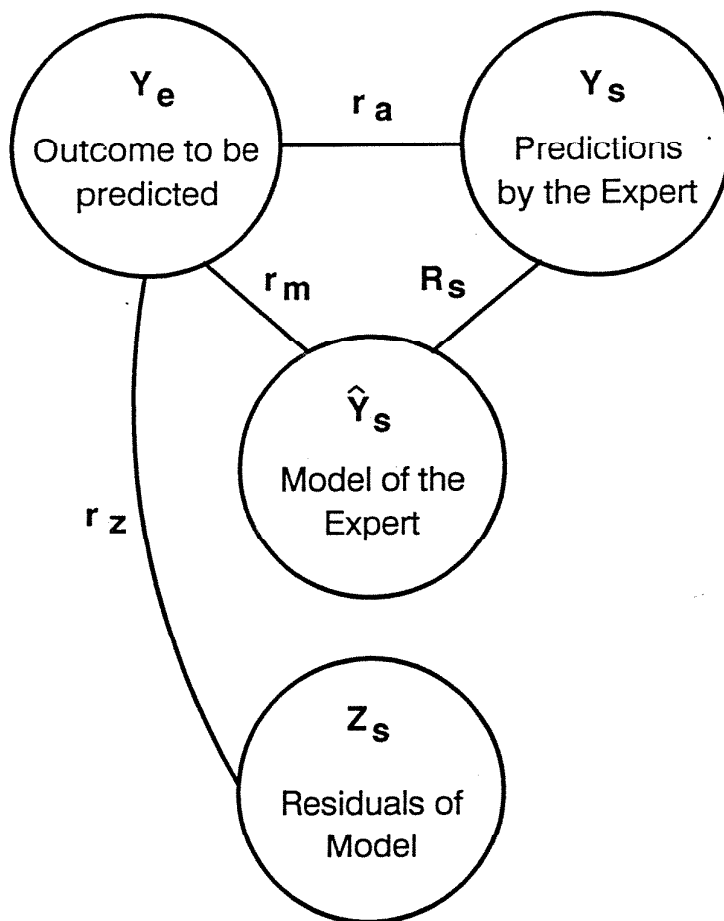 Y_e
Outcome to be
predicted
r_a
Y_s
Predictions
by the Expert
r_m
R_s
Ŷ_s
Model of the
Expert
r_z
Z_s
Residuals of
Model